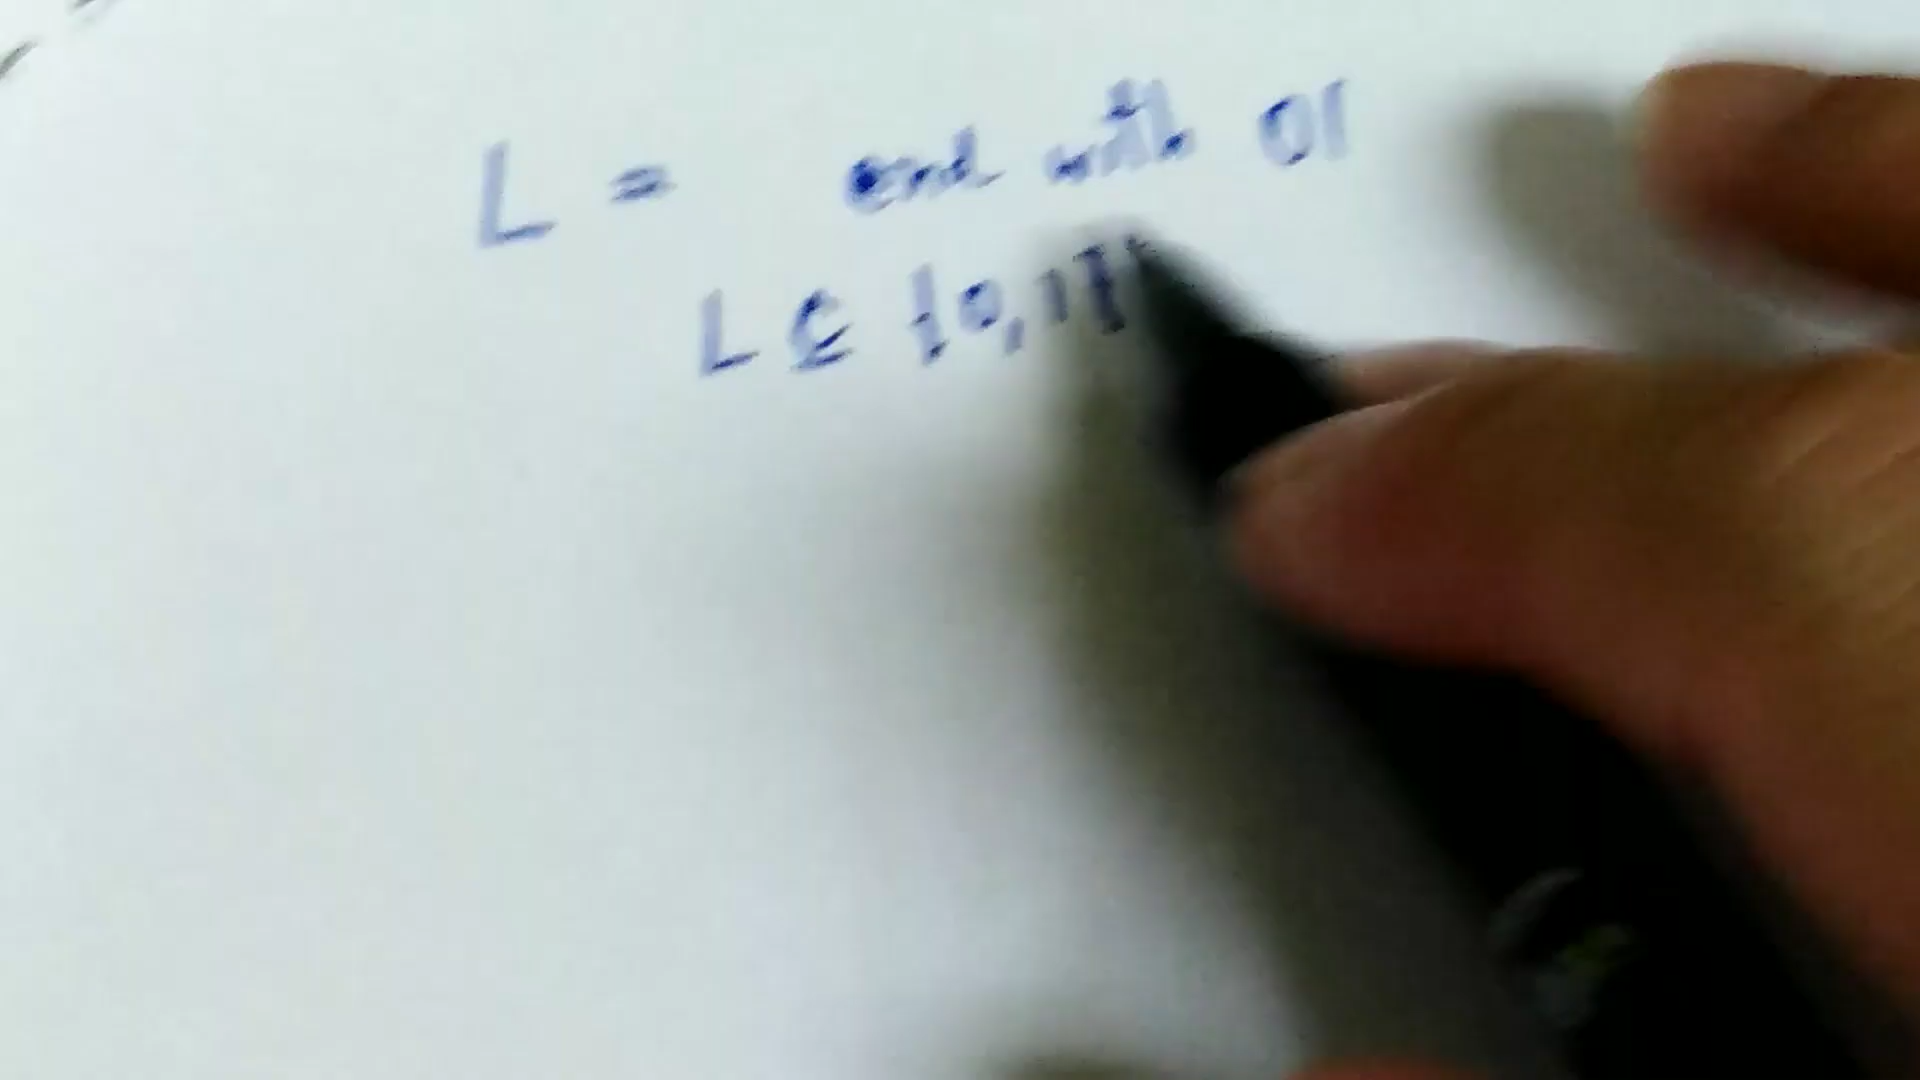 L = end with 01
L ⊆ {0,1}